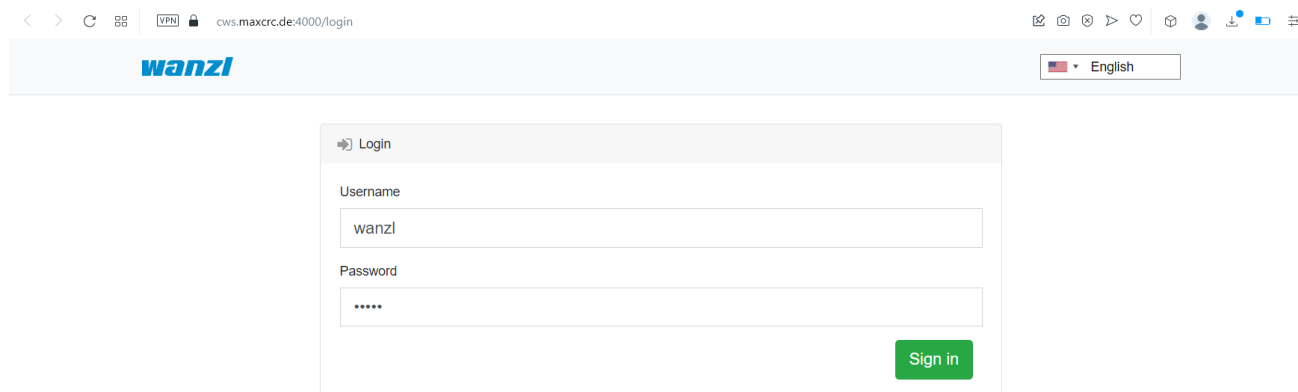 VPN cws.maxcrc.de:4000/login
wanzl
English
Login
Username
wanzl
Password
•••••
Sign in